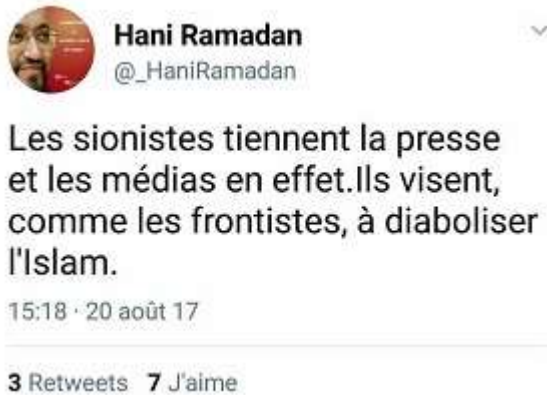 Hani Ramadan
@_HaniRamadan
Les sionistes tiennent la presse
et les médias en effet.Ils visent,
comme les frontistes, à diaboliser
l'Islam.
15:18 · 20 août 17
3 Retweets 7 J'aime